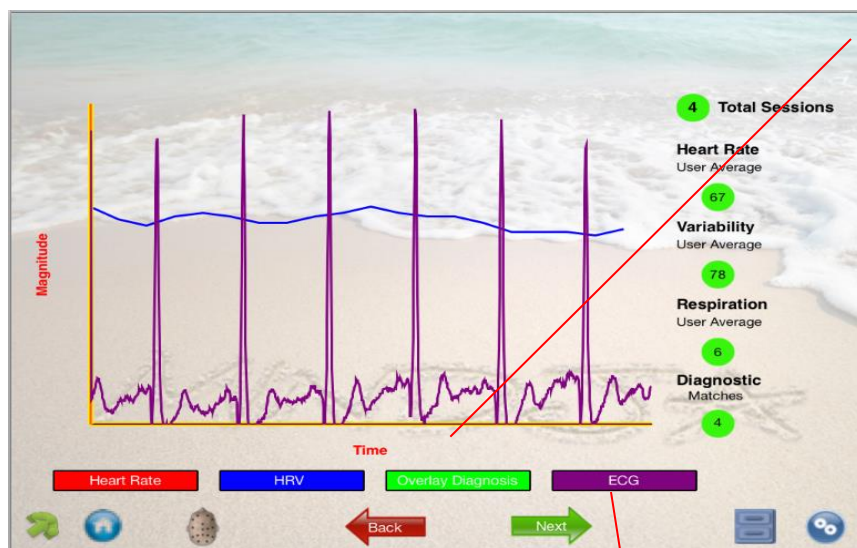 4 Total Sessions
Heart Rate
User Average
67
Variability
User Average
78
Respiration
User Average
6
Diagnostic
Matches
4
Magnitude
Time
Heart Rate
HRV
Overlay Diagnosis
ECG
Back
Next